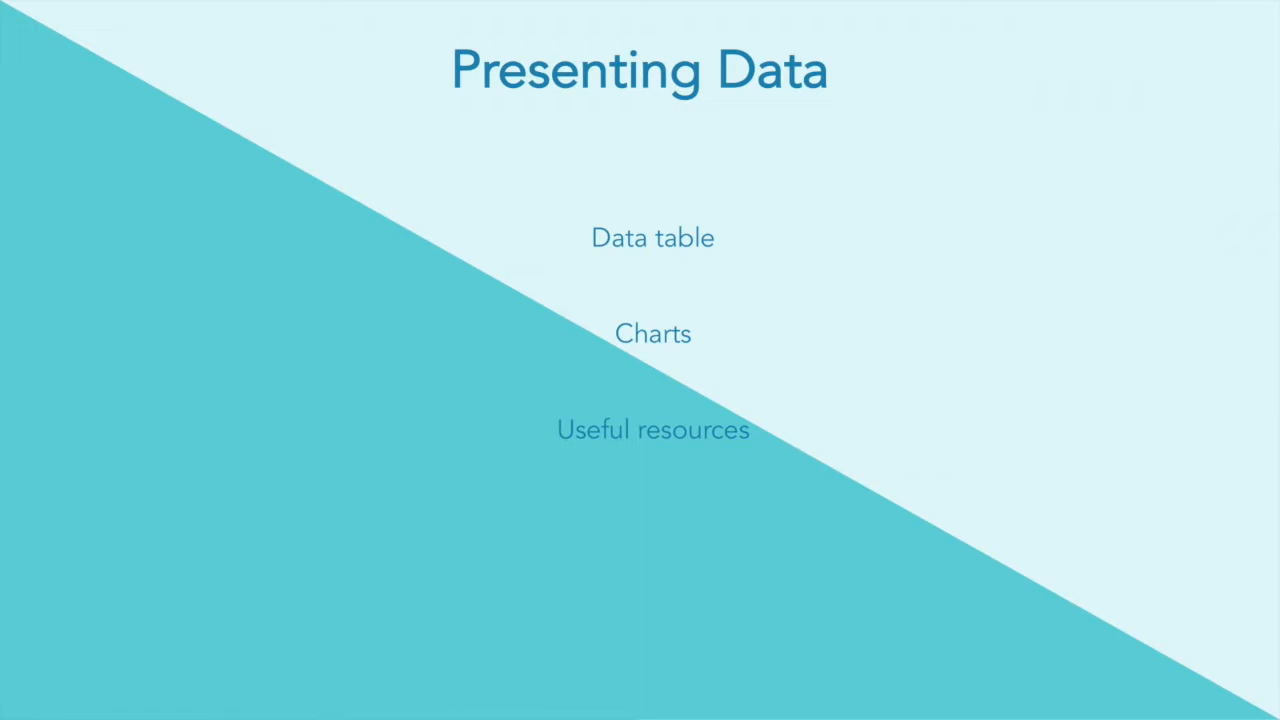 Presenting Data
Data table
Charts
Useful resources